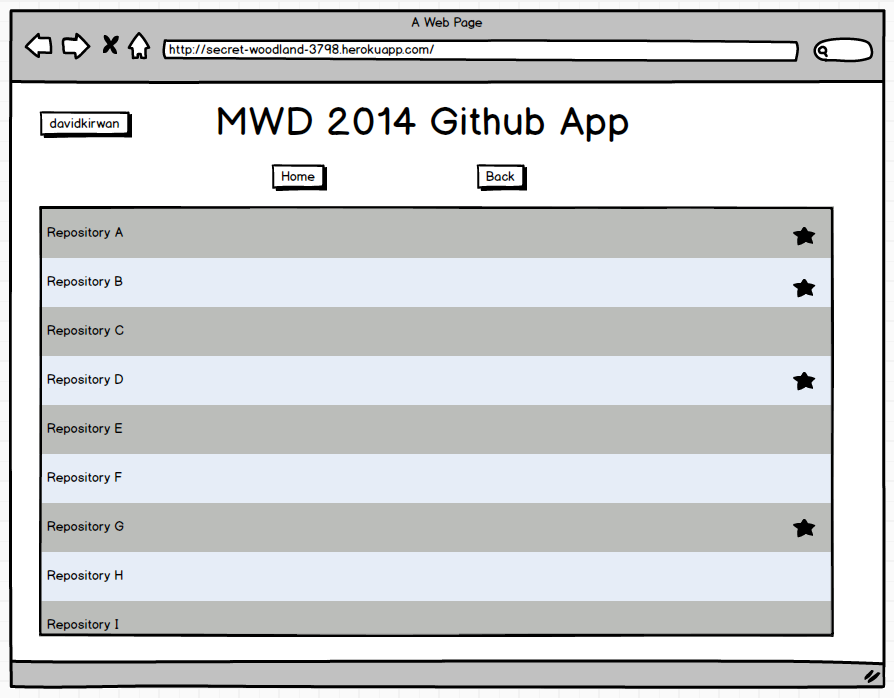 A Web Page
http://secret-woodland-3798.herokuapp.com/
davidkirwan
MWD 2014 Github App
Home
Back
Repository A
Repository B
Repository C
Repository D
Repository E
Repository F
Repository G
Repository H
Repository I